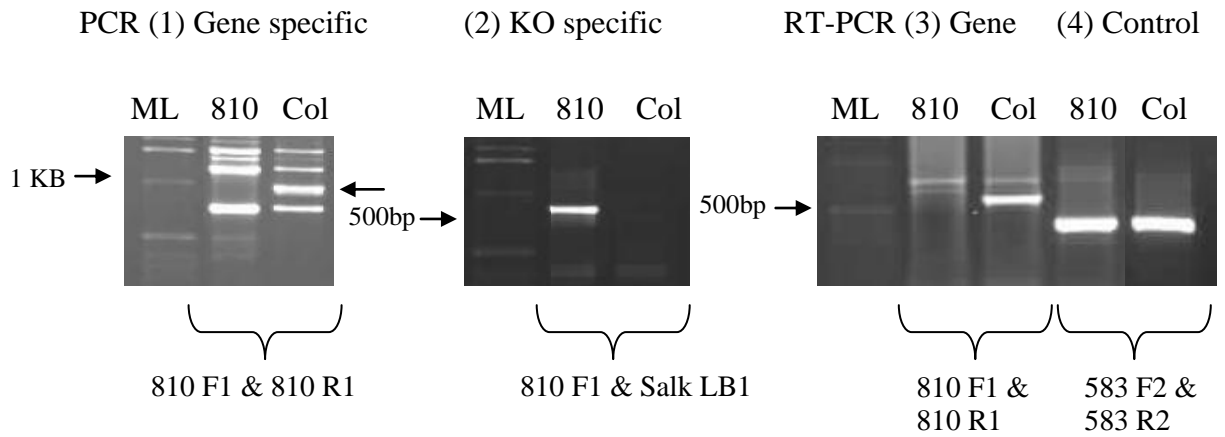 PCR (1) Gene specific
(2) KO specific
RT-PCR (3) Gene
(4) Control
ML 810 Col
ML 810 Col
ML 810 Col 810 Col
1 KB
500bp
500bp
810 F1 & 810 R1
810 F1 & Salk LB1
810 F1 &
810 R1
583 F2 &
583 R2